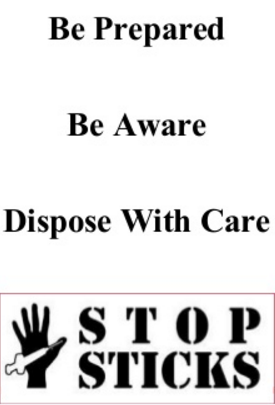 Be Prepared
Be Aware
Dispose With Care
STOP
STICKS